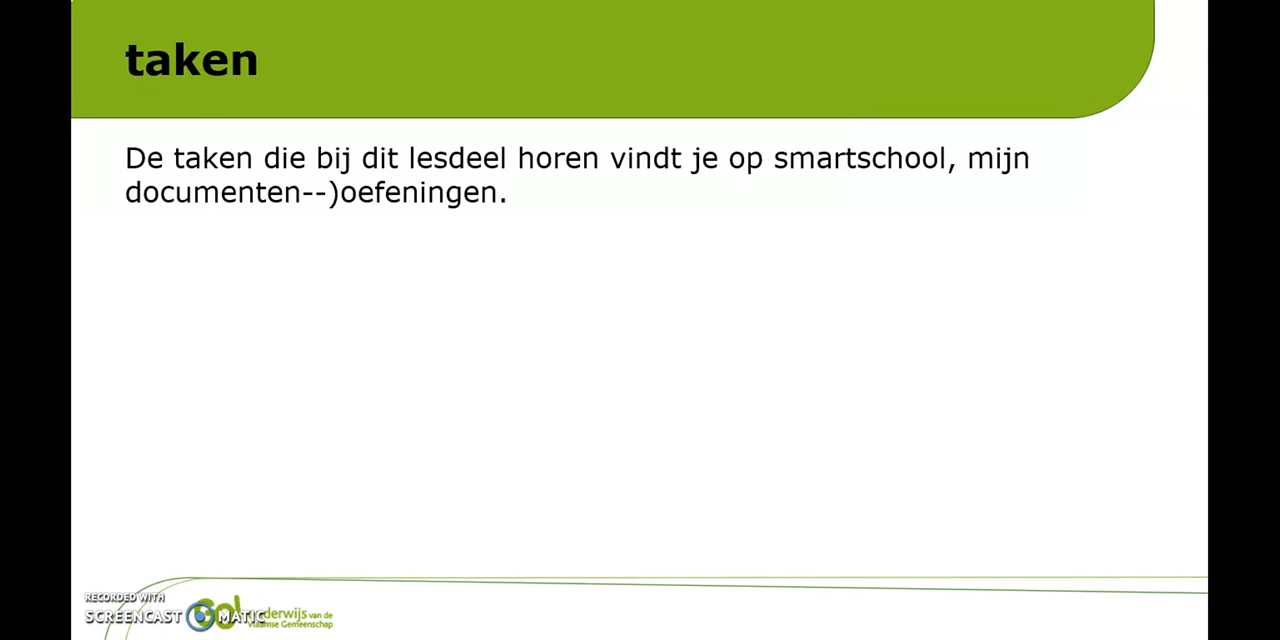 taken
De taken die bij dit lesdeel horen vindt je op smartschool, mijn
documenten--)oefeningen.
RECORDED WITH
SCREENCAST MATIC
van de
Vlaamse Gemeenschap